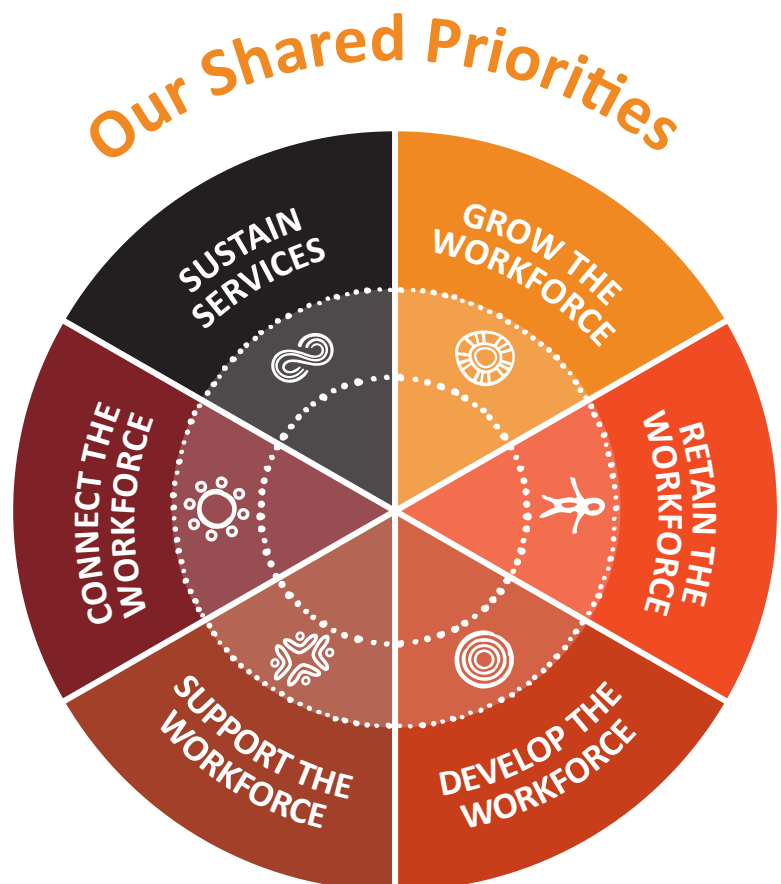 Our Shared Priorities
GROW THE
WORKFORCE
RETAIN THE
WORKFORCE
DEVELOP THE
WORKFORCE
SUPPORT THE
WORKFORCE
CONNECT THE
WORKFORCE
SUSTAIN
SERVICES